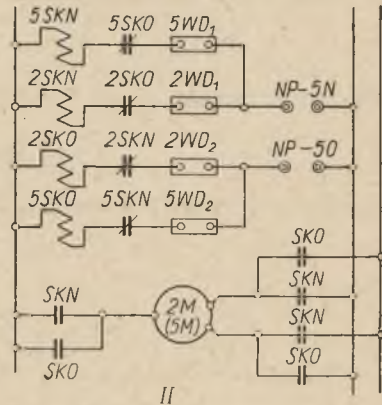 5SKN 5SKO 5WD₁
2SKN 2SKO 2WD₁ NP-5N
2SKO 2SKN 2WD₂ NP-5O
5SKO 5SKN 5WD₂
SKO
SKN 2M SKN
(5M)
SKN
SKO SKO
II